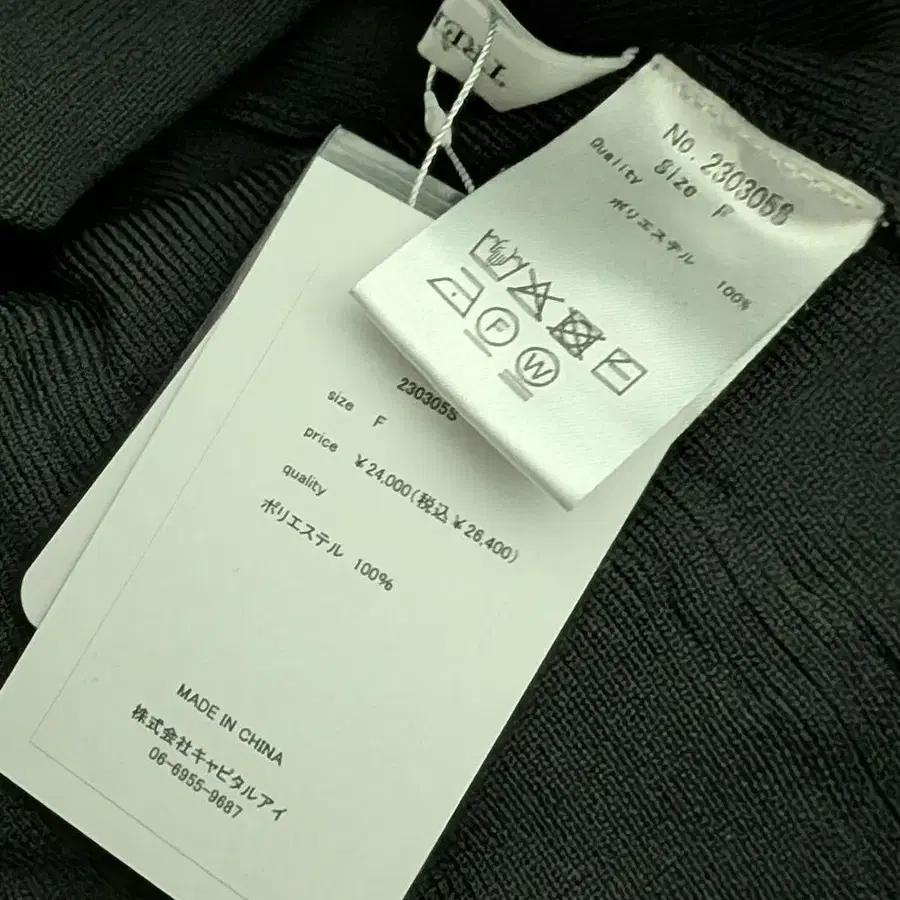 No. 230305S
Size F
Quality
ポリエステル 100%
F
W
230305S
size F
price ¥24,000(税込¥26,400)
quality
ポリエステル 100%
MADE IN CHINA
株式会社キャピタルアイ
06-6955-9687